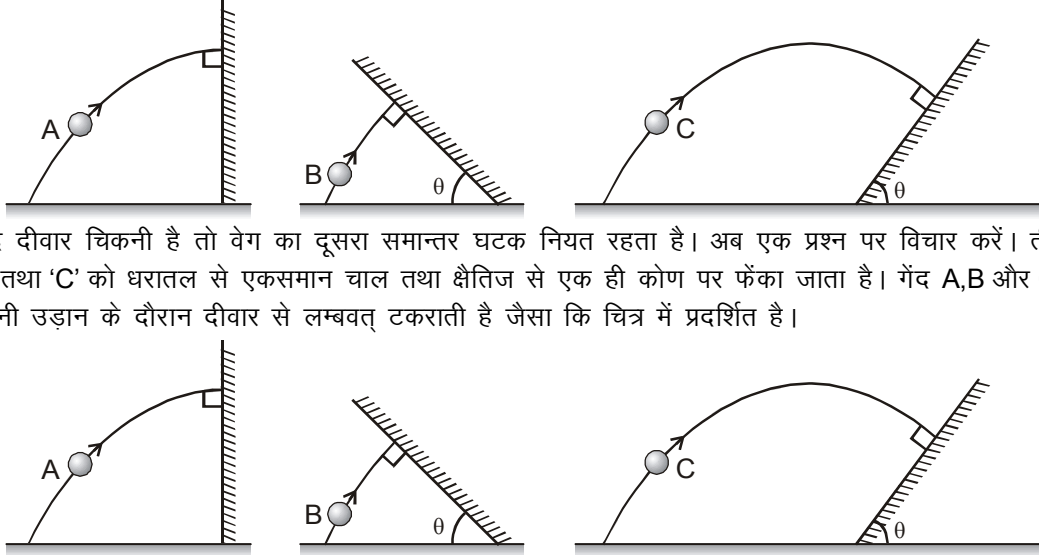 A
B
θ
C
θ
दीवार चिकनी है तो वेग का दूसरा समान्तर घटक नियत रहता है। अब एक प्रश्न पर विचार करें।
तथा ‘C’ को धरातल से एकसमान चाल तथा क्षैतिज से एक ही कोण पर फेंका जाता है। गेंद A,B और
उड़ान के दौरान दीवार से लम्बवत् टकराती है जैसा कि चित्र में प्रदर्शित है।
A
B
θ
C
θ